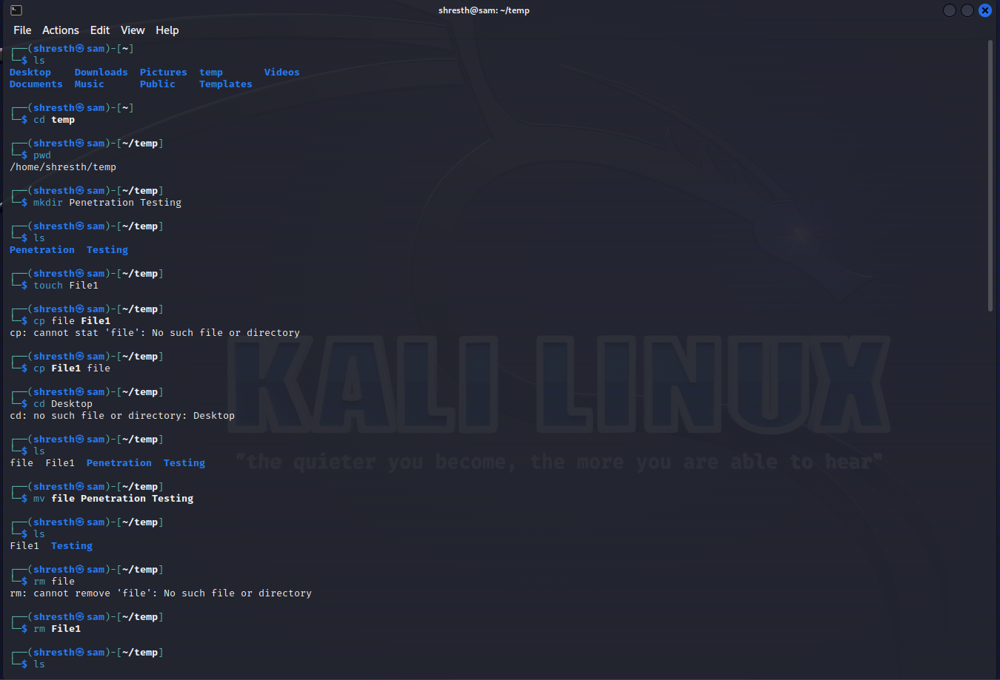 shresth@sam: ~/temp
File Actions Edit View Help
┌──(shresth㉿sam)-[~]
└─$ ls
Desktop Downloads Pictures temp Videos
Documents Music Public Templates
┌──(shresth㉿sam)-[~]
└─$ cd temp
┌──(shresth㉿sam)-[~/temp]
└─$ pwd
/home/shresth/temp
┌──(shresth㉿sam)-[~/temp]
└─$ mkdir Penetration Testing
┌──(shresth㉿sam)-[~/temp]
└─$ ls
Penetration Testing
┌──(shresth㉿sam)-[~/temp]
└─$ touch File1
┌──(shresth㉿sam)-[~/temp]
└─$ cp file File1
cp: cannot stat 'file': No such file or directory
┌──(shresth㉿sam)-[~/temp]
└─$ cp File1 file
┌──(shresth㉿sam)-[~/temp]
└─$ cd Desktop
cd: no such file or directory: Desktop
┌──(shresth㉿sam)-[~/temp]
└─$ ls
file File1 Penetration Testing
┌──(shresth㉿sam)-[~/temp]
└─$ mv file Penetration Testing
┌──(shresth㉿sam)-[~/temp]
└─$ ls
File1 Testing
┌──(shresth㉿sam)-[~/temp]
└─$ rm file
rm: cannot remove 'file': No such file or directory
┌──(shresth㉿sam)-[~/temp]
└─$ rm File1
┌──(shresth㉿sam)-[~/temp]
└─$ ls
KALI LINUX
"the quieter you become, the more you are able to hear"